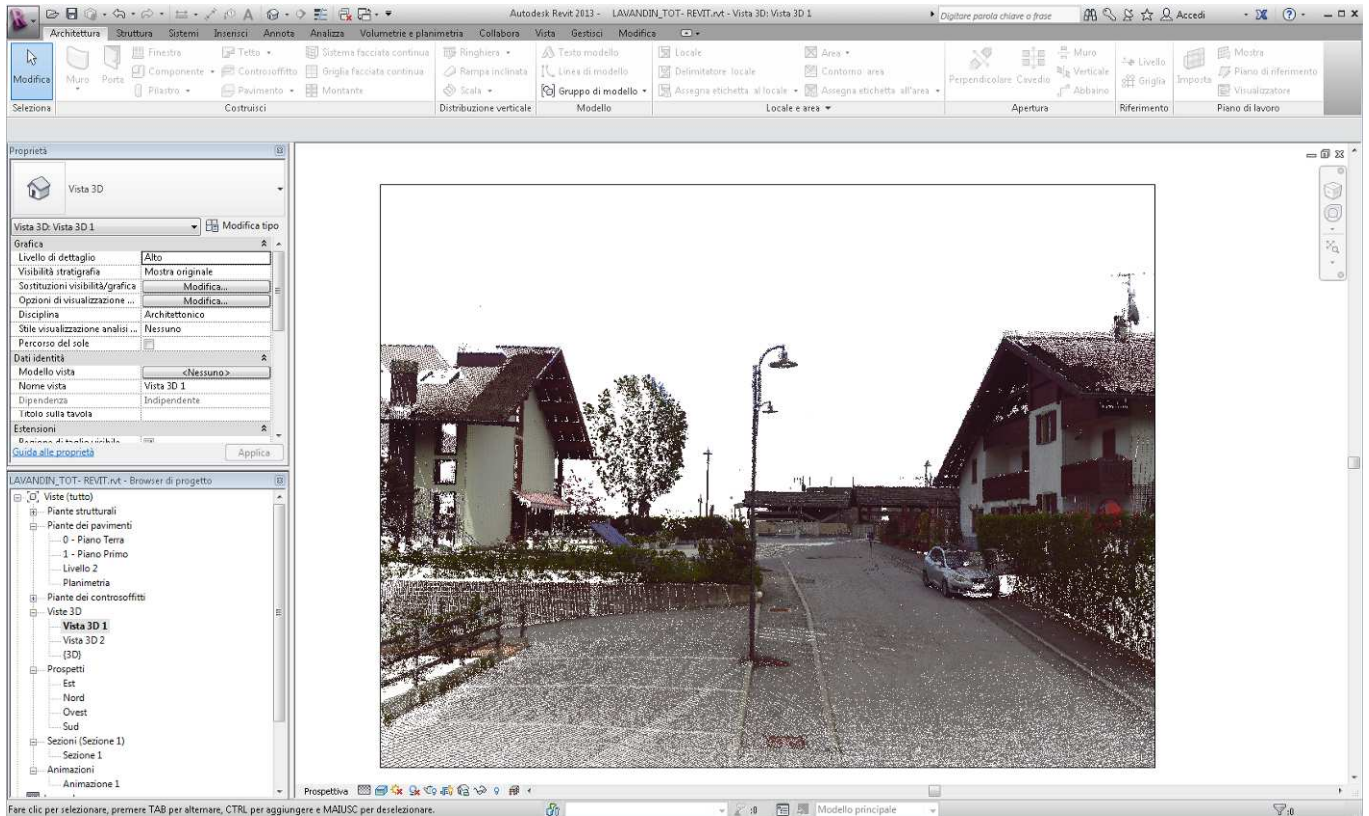 Autodesk Revit 2013 - LAVANDIN_TOT- REVIT.rvt - Vista 3D: Vista 3D 1
Digitare parola chiave o frase
Accedi
Architettura Struttura Sistemi Inserisci Annota Analizza Volumetrie e planimetria Collabora Vista Gestisci Modifica
Modifica
Muro
Porta
Finestra
Componente
Pilastro
Tetto
Controsoffitto
Pavimento
Sistema facciata continua
Griglia facciata continua
Montante
Ringhiera
Rampa inclinata
Scala
Testo modello
Linea di modello
Gruppo di modello
Locale
Delimitatore locale
Assegna etichetta al locale
Area
Contorno area
Assegna etichetta all'area
Perpendicolare
Cavedio
Muro
Verticale
Abbaino
Livello
Griglia
Imposta
Mostra
Piano di riferimento
Visualizzatore
Seleziona Costruisci Distribuzione verticale Modello Locale e area Apertura Riferimento Piano di lavoro
Proprietà
Vista 3D
Vista 3D: Vista 3D 1 Modifica tipo
Grafica
Livello di dettaglio Alto
Visibilità stratigrafia Mostra originale
Sostituzioni visibilità/grafica Modifica...
Opzioni di visualizzazione ... Modifica...
Disciplina Architettonico
Stile visualizzazione analisi ... Nessuno
Percorso del sole
Dati identità
Modello vista <Nessuno>
Nome vista Vista 3D 1
Dipendenza Indipendente
Titolo sulla tavola
Estensioni
Guida alle proprietà Applica
LAVANDIN_TOT- REVIT.rvt - Browser di progetto
Viste (tutto)
Piante strutturali
Piante dei pavimenti
0 - Piano Terra
1 - Piano Primo
Livello 2
Planimetria
Piante dei controsoffitti
Viste 3D
Vista 3D 1
Vista 3D 2
{3D}
Prospetti
Est
Nord
Ovest
Sud
Sezioni (Sezione 1)
Sezione 1
Animazioni
Animazione 1
Prospettiva
Fare clic per selezionare, premere TAB per alternare, CTRL per aggiungere e MAIUSC per deselezionare.
:0
Modello principale
:0